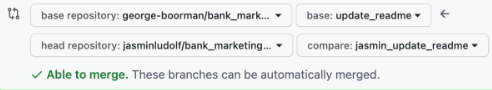 base repository: george-boorman/bank_mark... base: update_readme
head repository: jasminludolf/bank_marketing... compare: jasmin_update_readme
Able to merge. These branches can be automatically merged.